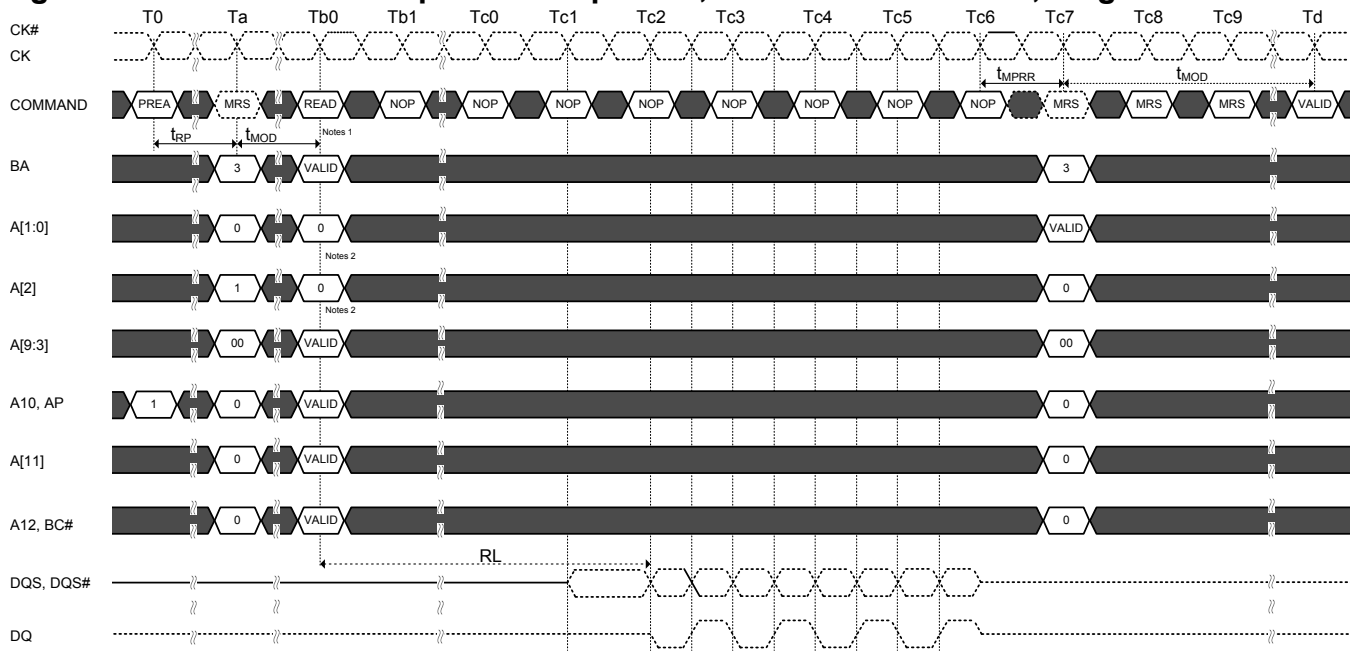 T0 Ta Tb0 Tb1 Tc0 Tc1 Tc2 Tc3 Tc4 Tc5 Tc6 Tc7 Tc8 Tc9 Td
CK#
CK
tMPRR tMOD
COMMAND PREA MRS READ NOP NOP NOP NOP NOP NOP NOP NOP MRS MRS MRS VALID
tRP tMOD Notes 1
BA 3 VALID 3
A[1:0] 0 0 VALID
Notes 2
A[2] 1 0 0
Notes 2
A[9:3] 00 VALID 00
A10, AP 1 0 VALID 0
A[11] 0 VALID 0
A12, BC# 0 VALID 0
RL
DQS, DQS#
DQ